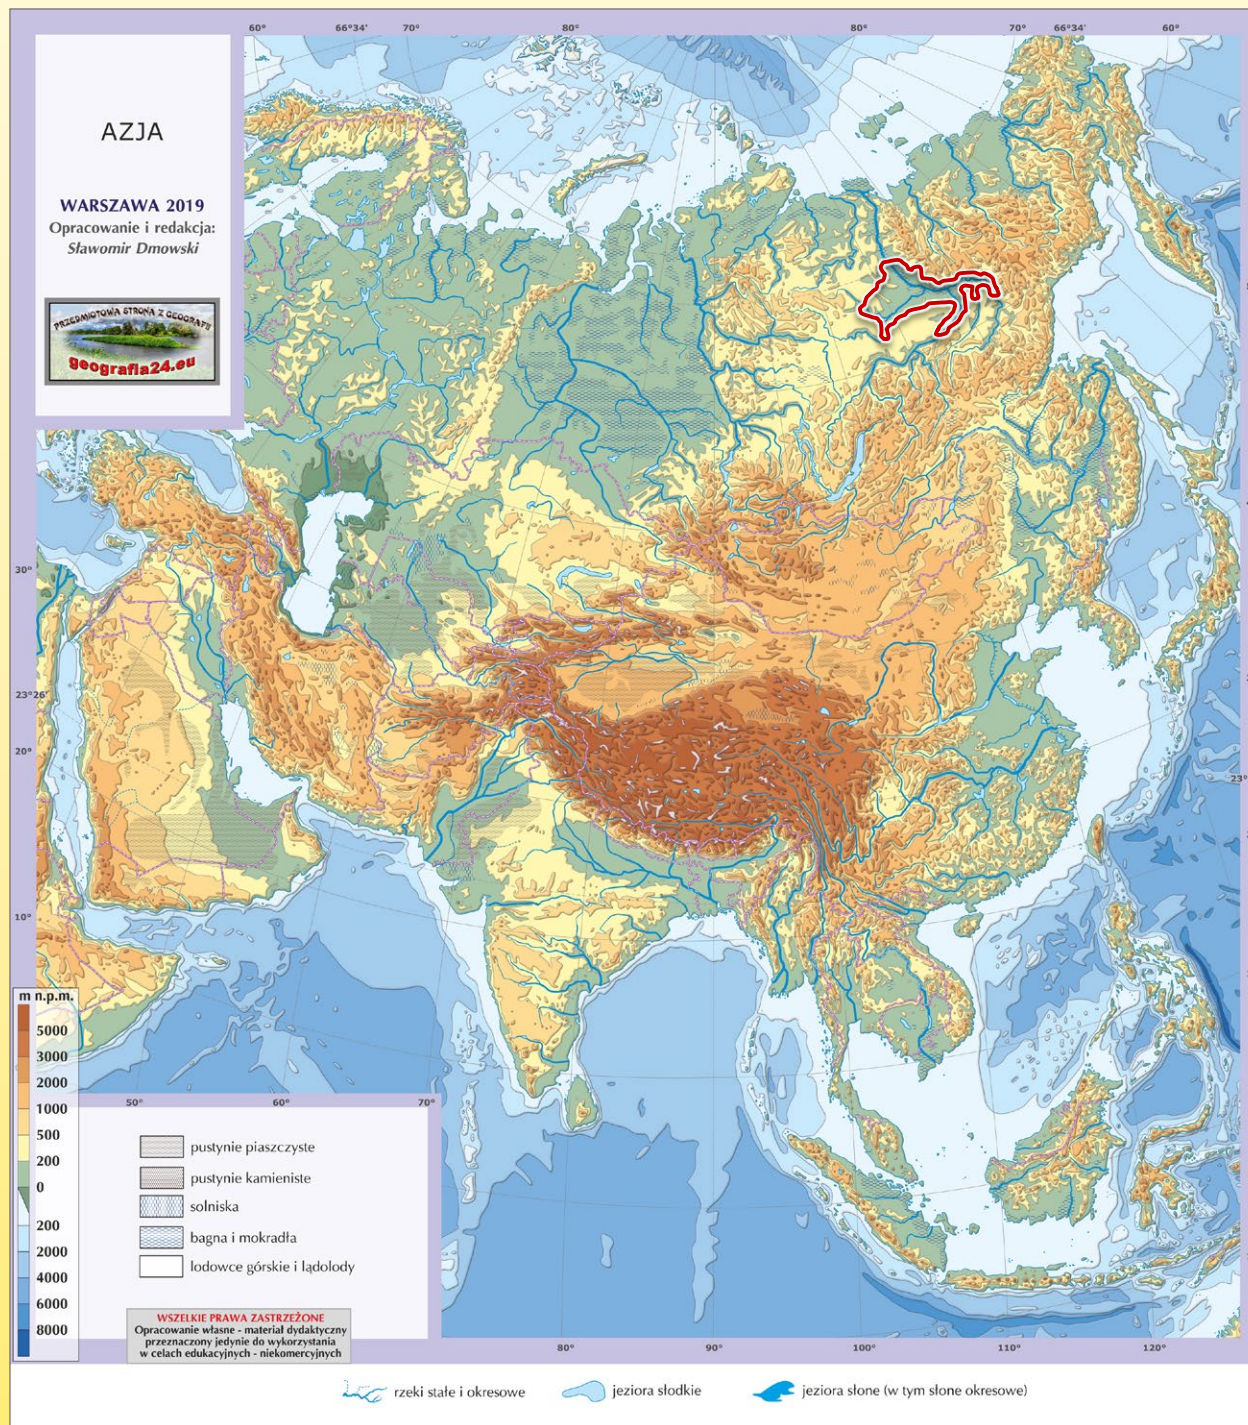 60° 66°34' 70° 80° 80° 70° 66°34' 60°
AZJA
WARSZAWA 2019
Opracowanie i redakcja:
Sławomir Dmowski
PRZEDMIOTOWA STRONA Z GEOGRAFII
geografia24.eu
30°
23°26'
20°
23°
10°
m n.p.m.
5000
3000
2000
1000
500
200
0
200
2000
4000
6000
8000
50° 60° 70°
pustynie piaszczyste
pustynie kamieniste
solniska
bagna i mokradła
lodowce górskie i lądolody
WSZELKIE PRAWA ZASTRZEŻONE
Opracowanie własne - materiał dydaktyczny
przeznaczony jedynie do wykorzystania
w celach edukacyjnych - niekomercyjnych
80° 90° 100° 110° 120°
rzeki stałe i okresowe jeziora słodkie jeziora słone (w tym słone okresowe)